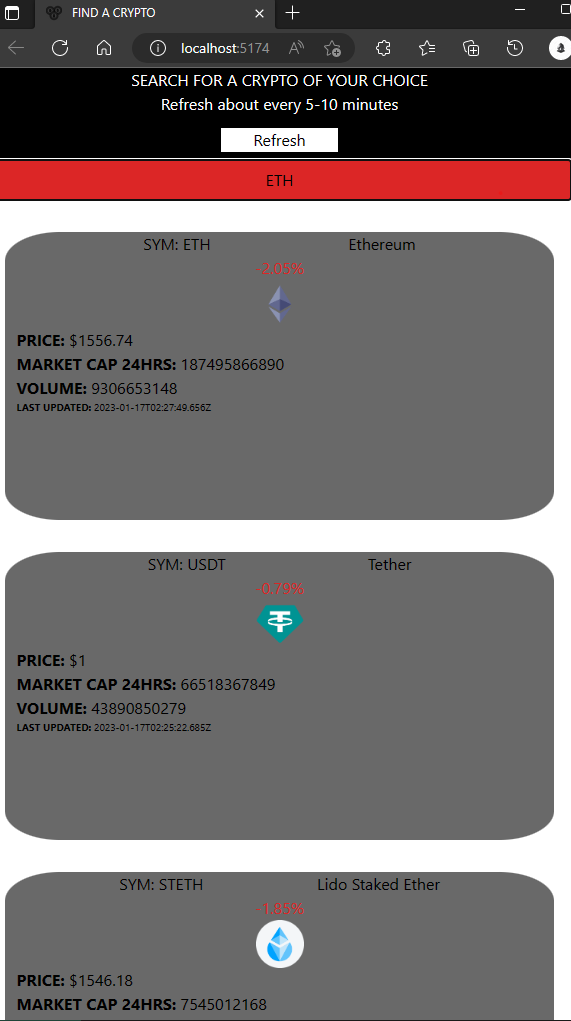 FIND A CRYPTO
localhost:5174
SEARCH FOR A CRYPTO OF YOUR CHOICE
Refresh about every 5-10 minutes
Refresh
ETH
SYM: ETH Ethereum
-2.05%
PRICE: $1556.74
MARKET CAP 24HRS: 187495866890
VOLUME: 9306653148
LAST UPDATED: 2023-01-17T02:27:49.656Z
SYM: USDT Tether
-0.79%
PRICE: $1
MARKET CAP 24HRS: 66518367849
VOLUME: 43890850279
LAST UPDATED: 2023-01-17T02:25:22.685Z
SYM: STETH Lido Staked Ether
-1.85%
PRICE: $1546.18
MARKET CAP 24HRS: 7545012168